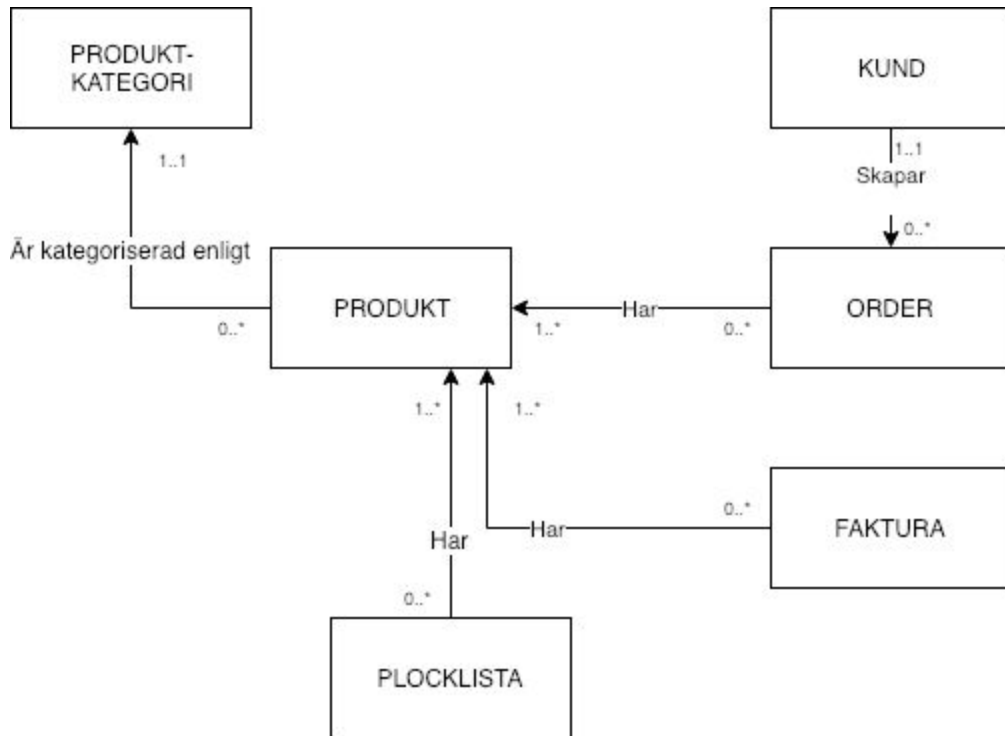 PRODUKT-
KATEGORI
KUND
1..1
1..1
Skapar
0..*
Är kategoriserad enligt
PRODUKT
Har
ORDER
0..*
1..*
0..*
1..*
1..*
0..*
Har
Har
FAKTURA
0..*
PLOCKLISTA